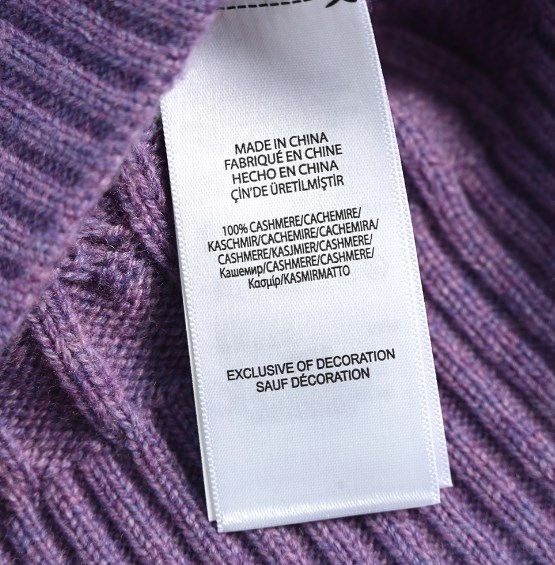 MADE IN CHINA
FABRIQUÉ EN CHINE
HECHO EN CHINA
ÇİN'DE ÜRETİLMİŞTİR
100% CASHMERE/CACHEMIRE/
KASCHMIR/CACHEMIRE/CACHEMIRA/
CASHMERE/KASJMIER/CASHMERE/
Кашемир/CASHMERE/CASHMERE/
Κασμίρ/KASMIRMATTO
EXCLUSIVE OF DECORATION
SAUF DÉCORATION